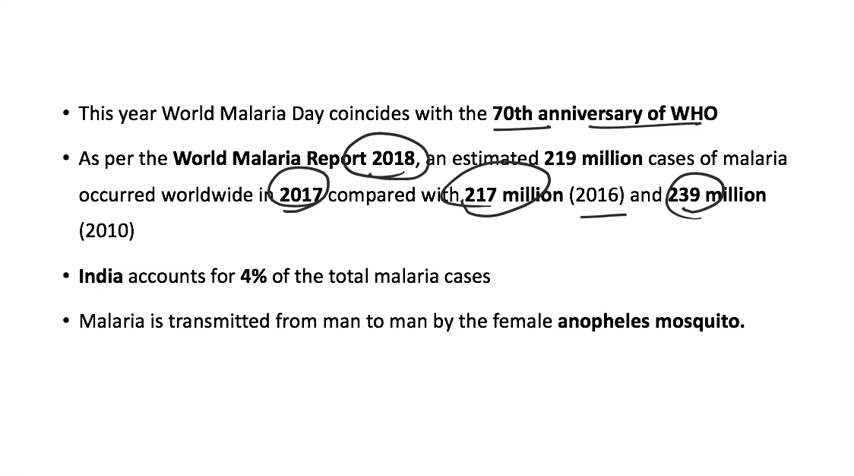 • This year World Malaria Day coincides with the 70th anniversary of WHO
• As per the World Malaria Report 2018, an estimated 219 million cases of malaria
occurred worldwide in 2017 compared with 217 million (2016) and 239 million
(2010)
• India accounts for 4% of the total malaria cases
• Malaria is transmitted from man to man by the female anopheles mosquito.